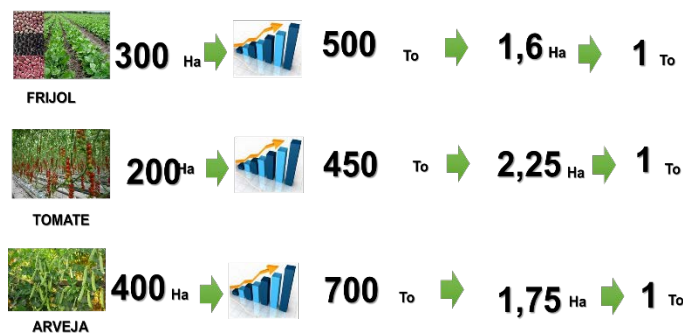 300 Ha 500 To 1,6 Ha 1 To
FRIJOL
200 Ha 450 To 2,25 Ha 1 To
TOMATE
400 Ha 700 To 1,75 Ha 1 To
ARVEJA